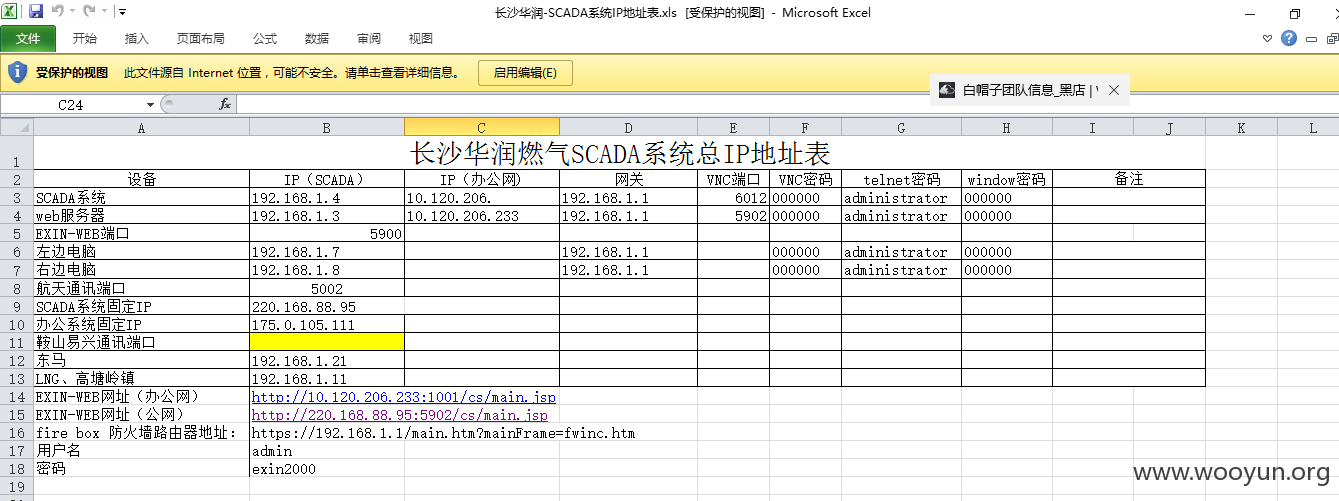 长沙华润-SCADA系统IP地址表.xls [受保护的视图] - Microsoft Excel
文件 开始 插入 页面布局 公式 数据 审阅 视图
受保护的视图 此文件源自 Internet 位置，可能不安全。请单击查看详细信息。 启用编辑(E)
白帽子团队信息_黑店 |
C24 fx
A B C D E F G H I J K L
1 长沙华润燃气SCADA系统总IP地址表
2 设备 IP（SCADA） IP（办公网） 网关 VNC端口 VNC密码 telnet密码 window密码 备注
3 SCADA系统 192.168.1.4 10.120.206. 192.168.1.1 6012 000000 administrator 000000
4 web服务器 192.168.1.3 10.120.206.233 192.168.1.1 5902 000000 administrator 000000
5 EXIN-WEB端口 5900
6 左边电脑 192.168.1.7 192.168.1.1 000000 administrator 000000
7 右边电脑 192.168.1.8 192.168.1.1 000000 administrator 000000
8 航天通讯端口 5002
9 SCADA系统固定IP 220.168.88.95
10 办公系统固定IP 175.0.105.111
11 鞍山易兴通讯端口
12 东马 192.168.1.21
13 LNG、高塘岭镇 192.168.1.11
14 EXIN-WEB网址（办公网） http://10.120.206.233:1001/cs/main.jsp
15 EXIN-WEB网址（公网） http://220.168.88.95:5902/cs/main.jsp
16 fire box 防火墙路由器地址： https://192.168.1.1/main.htm?mainFrame=fwinc.htm
17 用户名 admin
18 密码 exin2000
19
www.wooyun.org